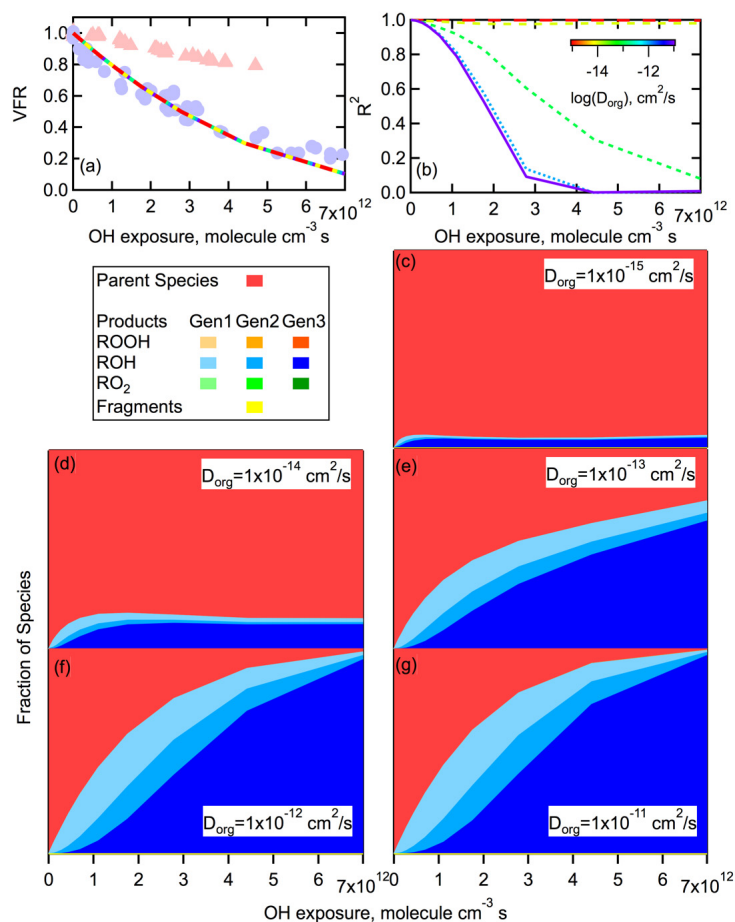 1.0
0.8
0.6
0.4
0.2
0.0
VFR
(a)
0 1 2 3 4 5 7x10¹²
OH exposure, molecule cm⁻³ s
1.0
0.8
0.6
0.4
0.2
0.0
R²
(b)
-14 -12
log(D_org), cm²/s
0 1 2 3 4 5 7x10¹²
OH exposure, molecule cm⁻³ s
Parent Species
Products Gen1 Gen2 Gen3
ROOH
ROH
RO₂
Fragments
(c)
D_org=1x10⁻¹⁵ cm²/s
(d)
D_org=1x10⁻¹⁴ cm²/s
(e)
D_org=1x10⁻¹³ cm²/s
(f)
D_org=1x10⁻¹² cm²/s
(g)
D_org=1x10⁻¹¹ cm²/s
Fraction of Species
0 1 2 3 4 5 7x10¹²
0 1 2 3 4 5 7x10¹²
OH exposure, molecule cm⁻³ s